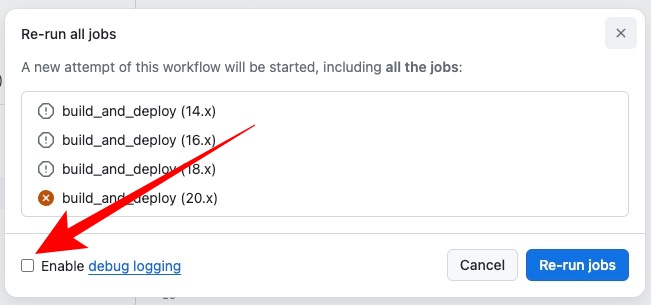 Re-run all jobs
A new attempt of this workflow will be started, including all the jobs:
build_and_deploy (14.x)
build_and_deploy (16.x)
build_and_deploy (18.x)
build_and_deploy (20.x)
Enable debug logging
Cancel
Re-run jobs